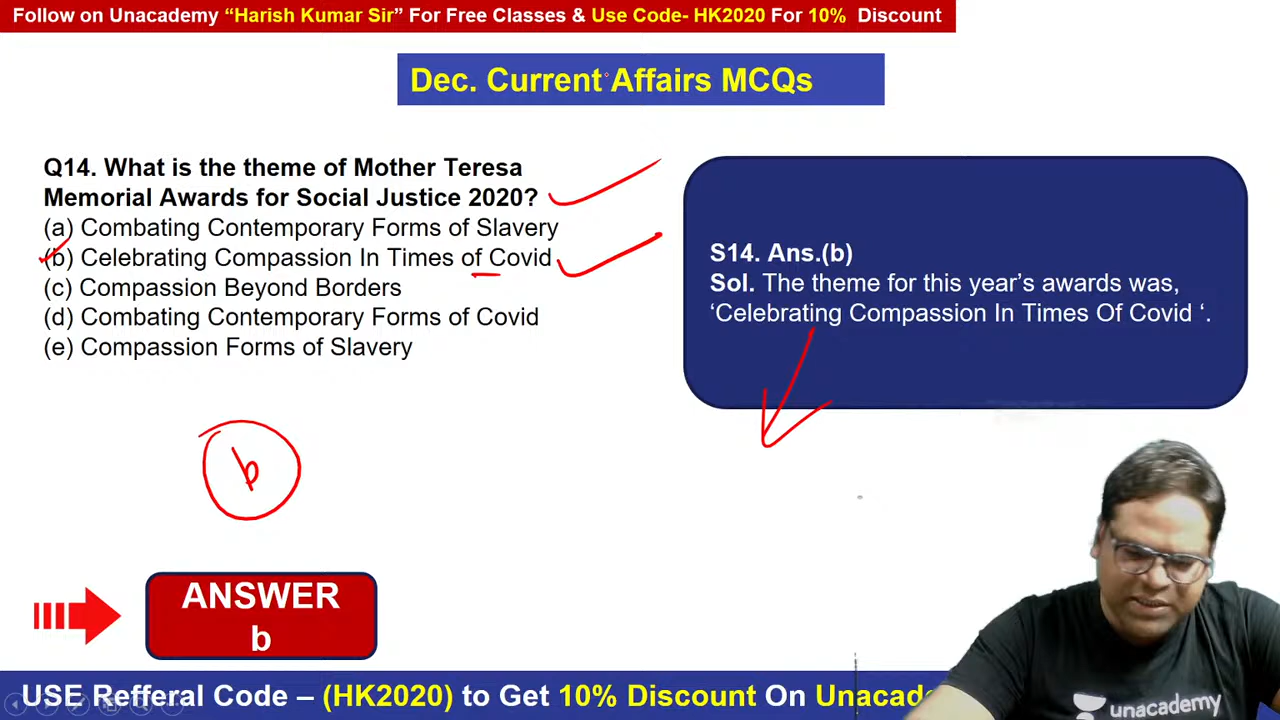 Follow on Unacademy “Harish Kumar Sir” For Free Classes & Use Code- HK2020 For 10% Discount
Dec. Current Affairs MCQs
Q14. What is the theme of Mother Teresa
Memorial Awards for Social Justice 2020?
(a) Combating Contemporary Forms of Slavery
(b) Celebrating Compassion In Times of Covid
(c) Compassion Beyond Borders
(d) Combating Contemporary Forms of Covid
(e) Compassion Forms of Slavery
S14. Ans.(b)
Sol. The theme for this year’s awards was,
‘Celebrating Compassion In Times Of Covid ‘.
b
ANSWER
b
USE Refferal Code – (HK2020) to Get 10% Discount On
unacademy